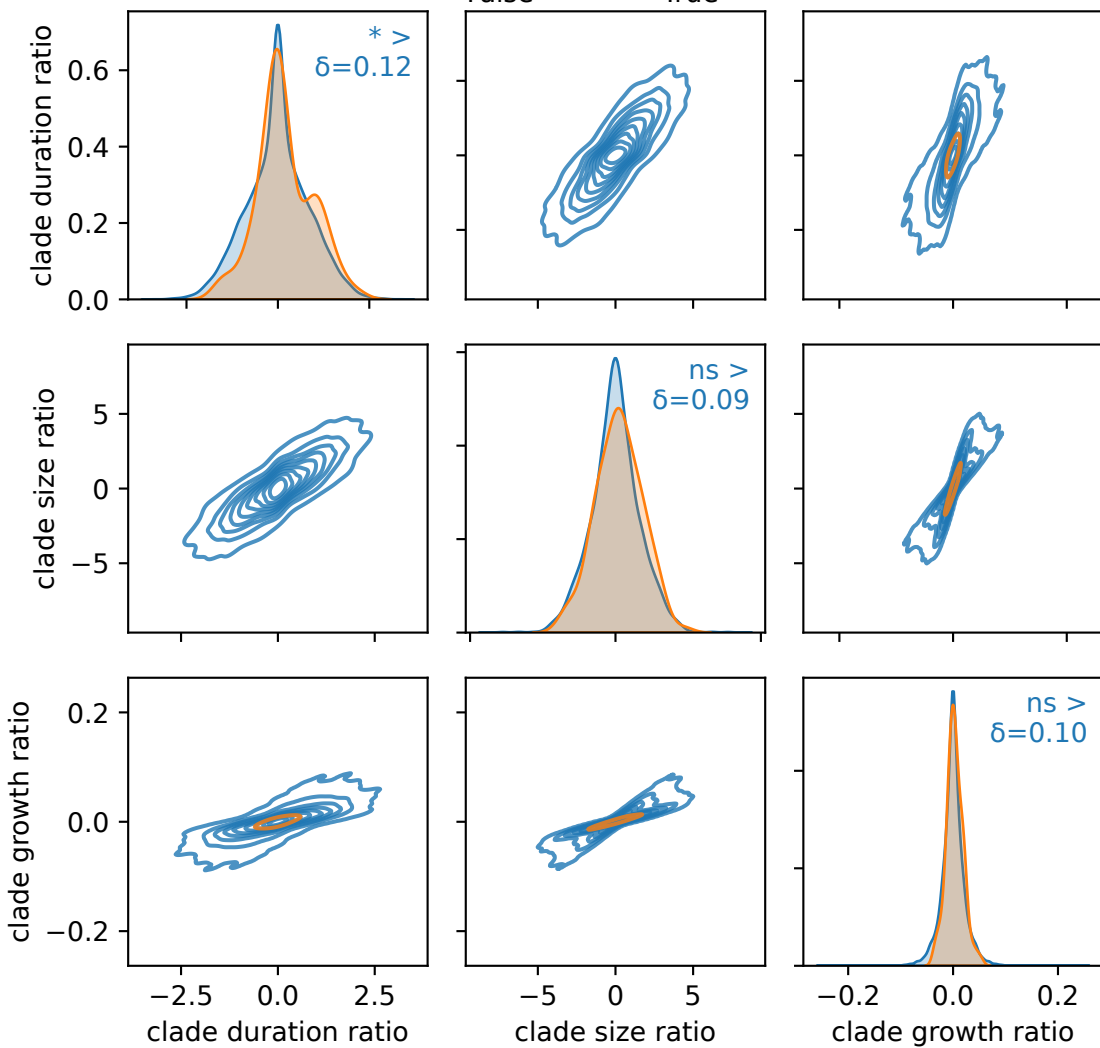 clade duration ratio
0.6
0.4
0.2
0.0
* >
δ=0.12
clade size ratio
5
0
−5
ns >
δ=0.09
clade growth ratio
0.2
0.0
−0.2
ns >
δ=0.10
−2.5 0.0 2.5
−5 0 5
−0.2 0.0 0.2
clade duration ratio
clade size ratio
clade growth ratio